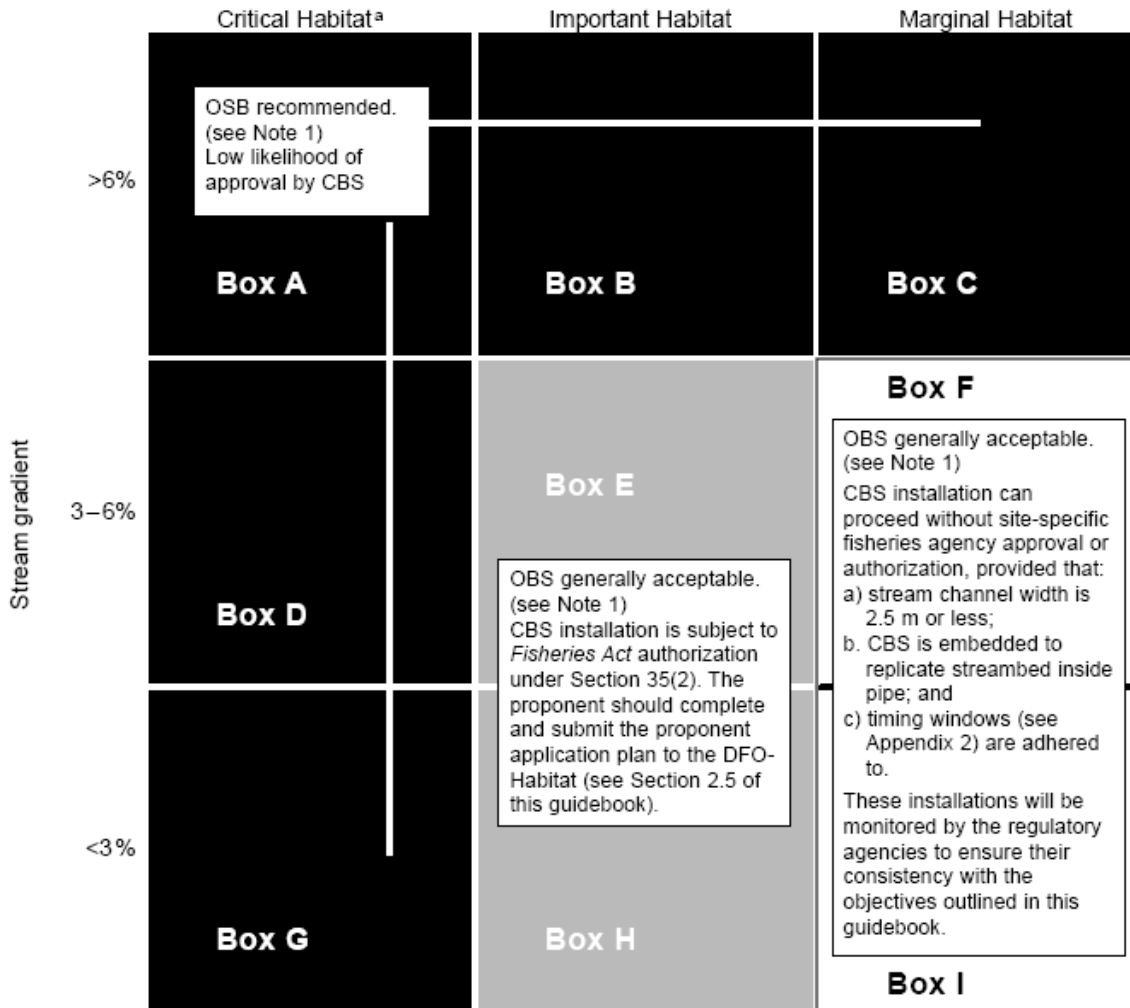 Critical Habitatª
Important Habitat
Marginal Habitat
Stream gradient
>6%
OSB recommended.
(see Note 1)
Low likelihood of
approval by CBS
Box A
Box B
Box C
3–6%
Box D
Box E
OBS generally acceptable.
(see Note 1)
CBS installation is subject to
Fisheries Act authorization
under Section 35(2). The
proponent should complete
and submit the proponent
application plan to the DFO-
Habitat (see Section 2.5 of
this guidebook).
Box F
OBS generally acceptable.
(see Note 1)
CBS installation can
proceed without site-specific
fisheries agency approval or
authorization, provided that:
a) stream channel width is
2.5 m or less;
b. CBS is embedded to
replicate streambed inside
pipe; and
c) timing windows (see
Appendix 2) are adhered
to.
These installations will be
monitored by the regulatory
agencies to ensure their
consistency with the
objectives outlined in this
guidebook.
<3%
Box G
Box H
Box I